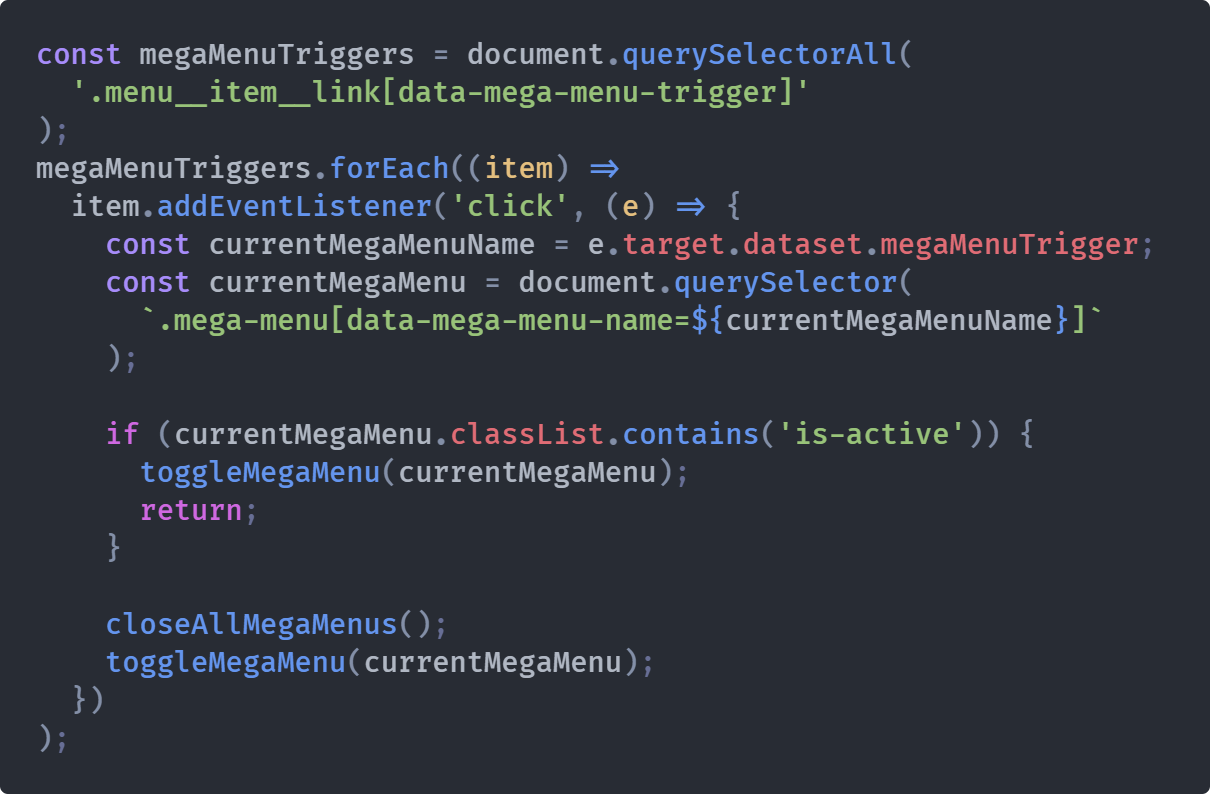 const megaMenuTriggers = document.querySelectorAll(
  '.menu__item__link[data-mega-menu-trigger]'
);
megaMenuTriggers.forEach((item) =>
  item.addEventListener('click', (e) => {
    const currentMegaMenuName = e.target.dataset.megaMenuTrigger;
    const currentMegaMenu = document.querySelector(
      `.mega-menu[data-mega-menu-name=${currentMegaMenuName}]`
    );

    if (currentMegaMenu.classList.contains('is-active')) {
      toggleMegaMenu(currentMegaMenu);
      return;
    }

    closeAllMegaMenus();
    toggleMegaMenu(currentMegaMenu);
  })
);